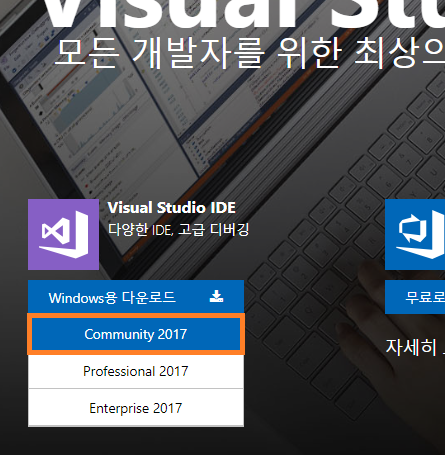 Visual Stu
모든 개발자를 위한 최상으
Visual Studio IDE
다양한 IDE, 고급 디버깅
Windows용 다운로드
무료로
Community 2017
자세히
Professional 2017
Enterprise 2017